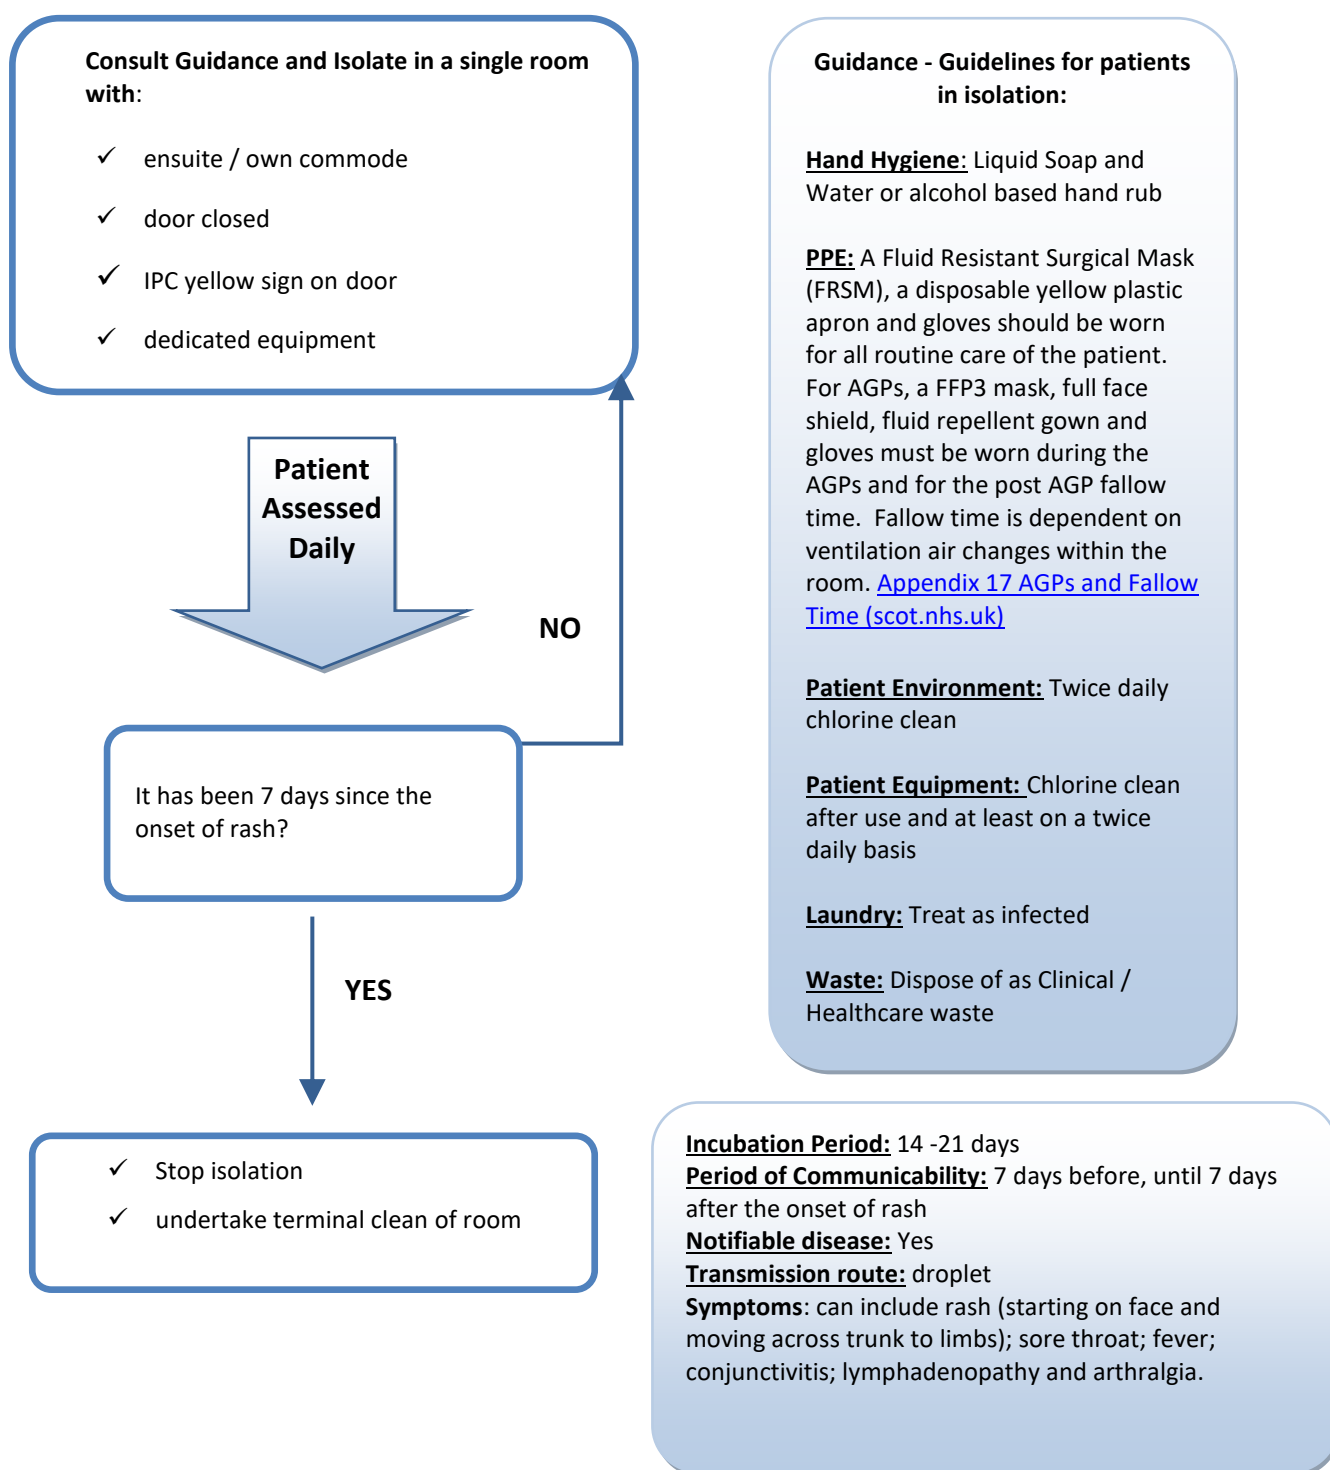 Consult Guidance and Isolate in a single room
with:
✓ ensuite / own commode
✓ door closed
✓ IPC yellow sign on door
✓ dedicated equipment
Patient
Assessed
Daily
NO
It has been 7 days since the
onset of rash?
YES
✓ Stop isolation
✓ undertake terminal clean of room
Guidance - Guidelines for patients
in isolation:
Hand Hygiene: Liquid Soap and
Water or alcohol based hand rub
PPE: A Fluid Resistant Surgical Mask
(FRSM), a disposable yellow plastic
apron and gloves should be worn
for all routine care of the patient.
For AGPs, a FFP3 mask, full face
shield, fluid repellent gown and
gloves must be worn during the
AGPs and for the post AGP fallow
time. Fallow time is dependent on
ventilation air changes within the
room. Appendix 17 AGPs and Fallow
Time (scot.nhs.uk)
Patient Environment: Twice daily
chlorine clean
Patient Equipment: Chlorine clean
after use and at least on a twice
daily basis
Laundry: Treat as infected
Waste: Dispose of as Clinical /
Healthcare waste
Incubation Period: 14 -21 days
Period of Communicability: 7 days before, until 7 days
after the onset of rash
Notifiable disease: Yes
Transmission route: droplet
Symptoms: can include rash (starting on face and
moving across trunk to limbs); sore throat; fever;
conjunctivitis; lymphadenopathy and arthralgia.